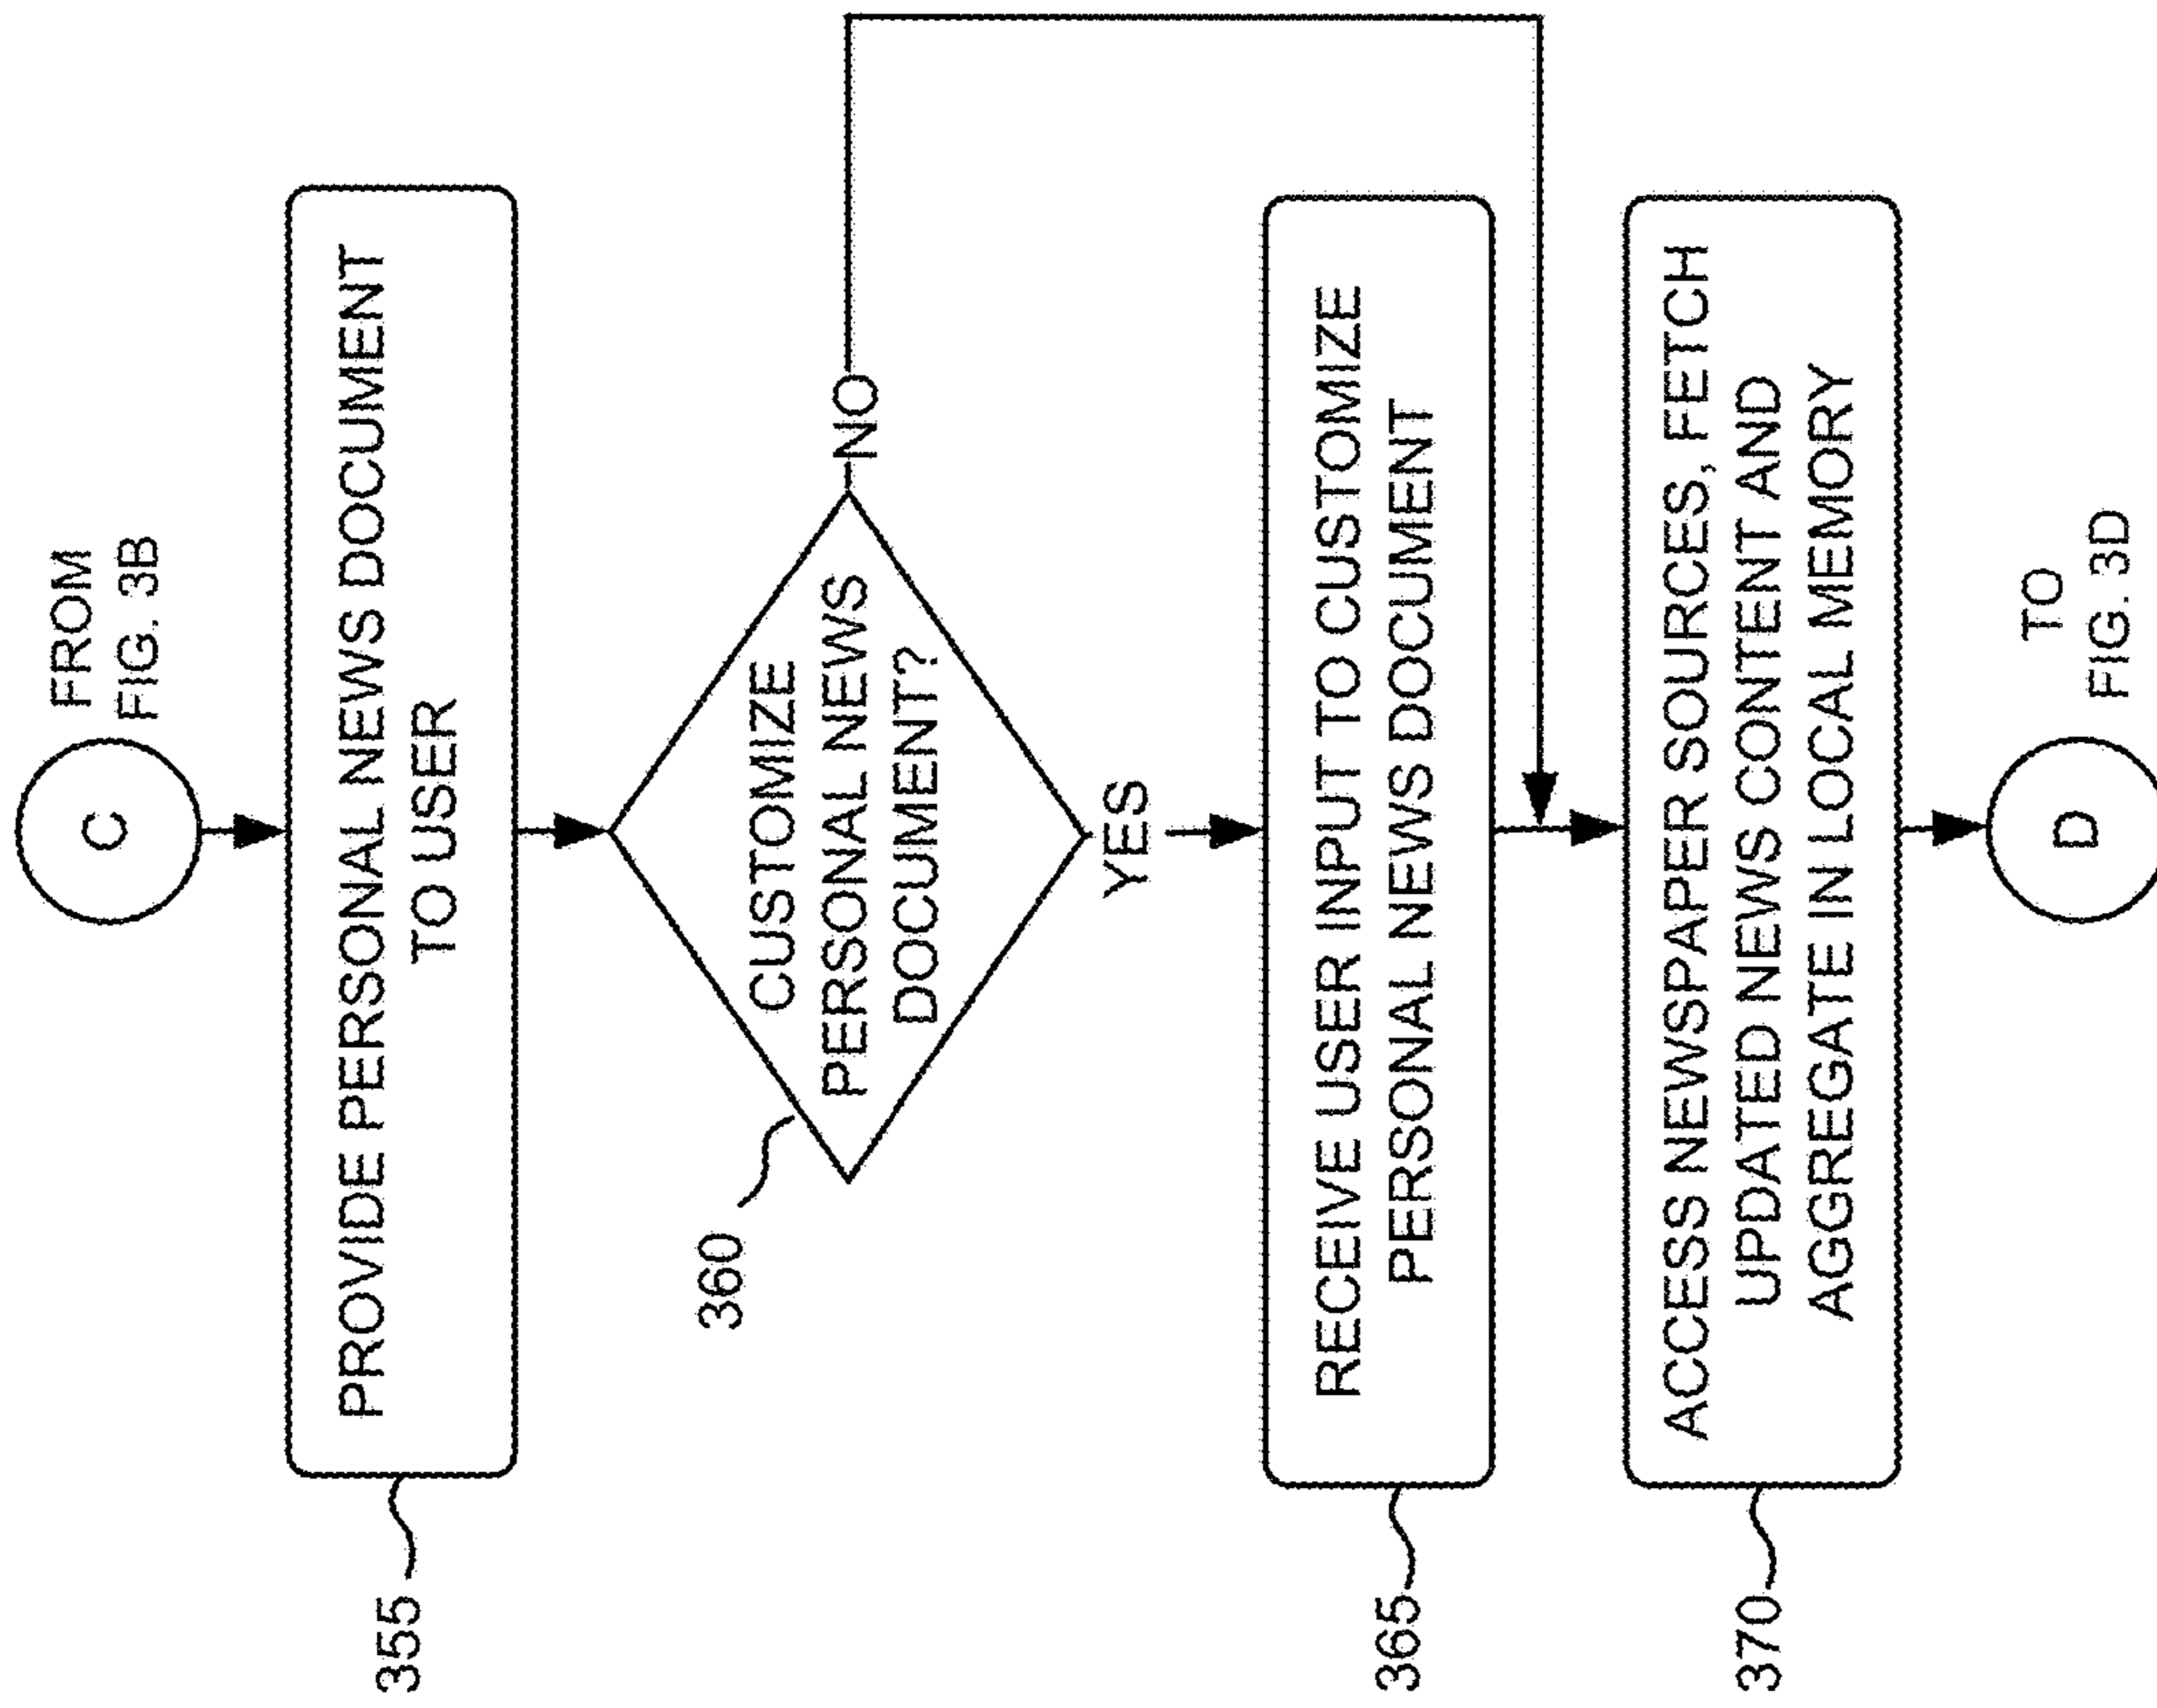 FROM
FIG. 3B
C
PROVIDE PERSONAL NEWS DOCUMENT
TO USER
355
CUSTOMIZE
PERSONAL NEWS
DOCUMENT?
360
NO
YES
RECEIVE USER INPUT TO CUSTOMIZE
PERSONAL NEWS DOCUMENT
365
ACCESS NEWSPAPER SOURCES, FETCH
UPDATED NEWS CONTENT AND
AGGREGATE IN LOCAL MEMORY
370
D
TO
FIG. 3D